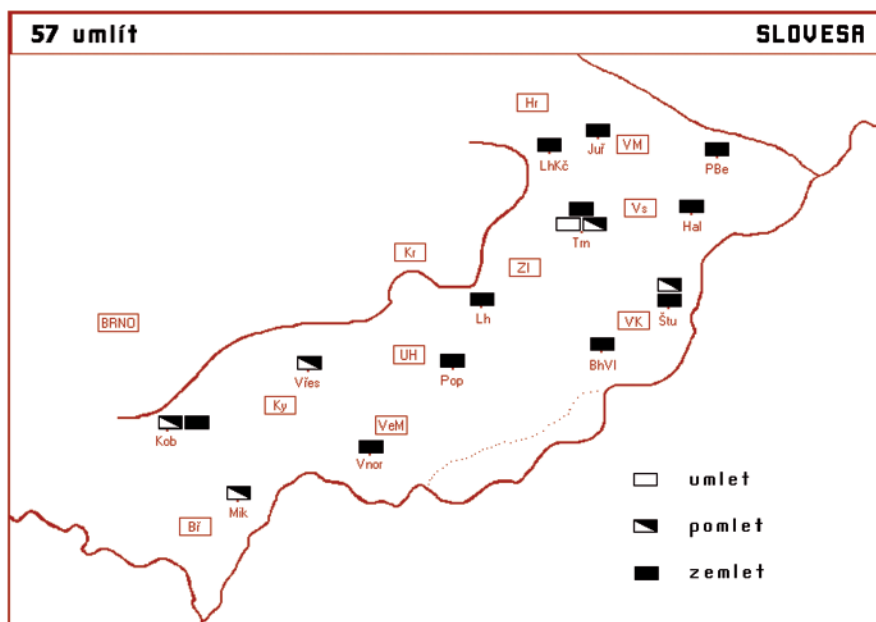 57 umlít SLOVESA
Hr
Juř
VM
LhKč
PBe
Vs
Hal
Trn
Kr
Zl
BRNO
Lh
VK
Štu
UH
BhVl
Vřes
Pop
Ky
VeM
Kob
Vnor
Mik
Bř
umlet
pomlet
zemlet